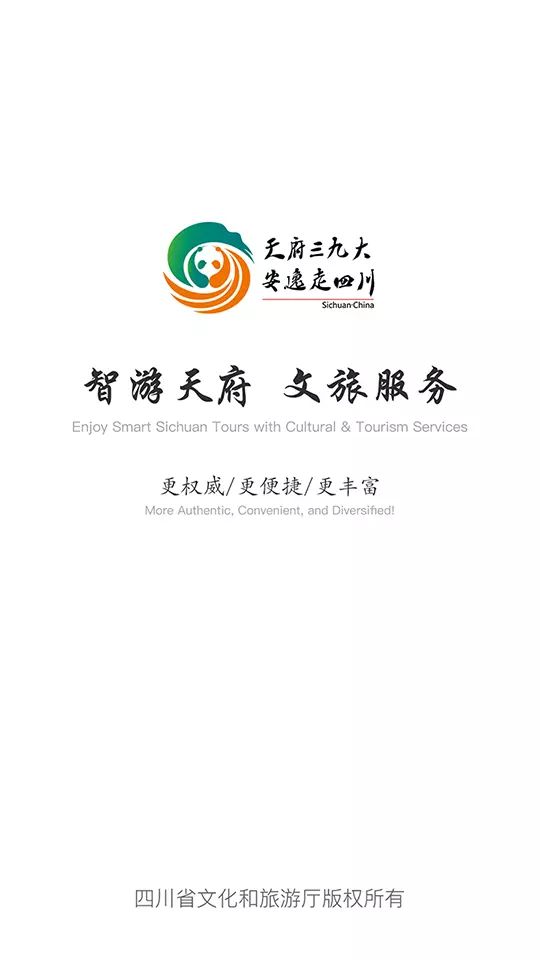 天府三九大
安逸走四川
Sichuan·China
智游天府 文旅服务
Enjoy Smart Sichuan Tours with Cultural & Tourism Services
更权威/更便捷/更丰富
More Authentic, Convenient, and Diversified!
四川省文化和旅游厅版权所有